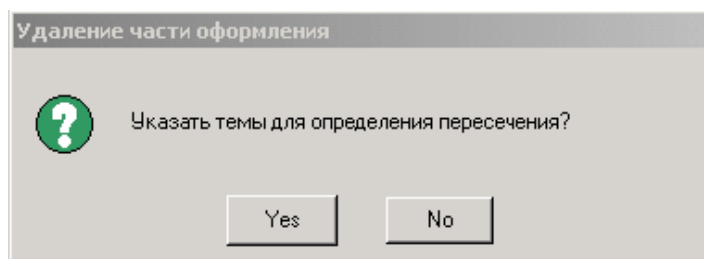 Удаление части оформления
Указать темы для определения пересечения?
Yes No